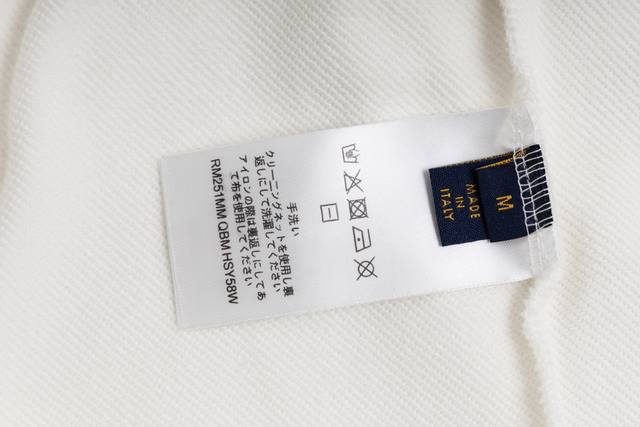 M
MADE
IN
ITALY
手洗い
クリーニングネットを使用し裏
返しにして洗濯してください
アイロンの際は裏返しにしてあ
て布を使用してください
RM251MM QBM HSY58W